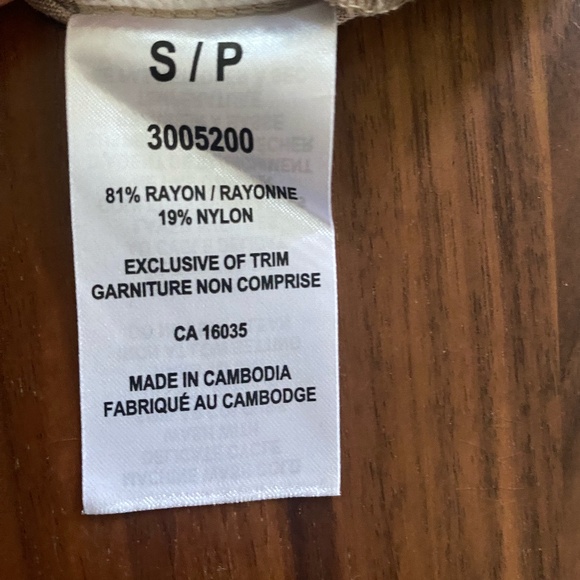 S / P
3005200
81% RAYON / RAYONNE
19% NYLON
EXCLUSIVE OF TRIM
GARNITURE NON COMPRISE
CA 16035
MADE IN CAMBODIA
FABRIQUÉ AU CAMBODGE